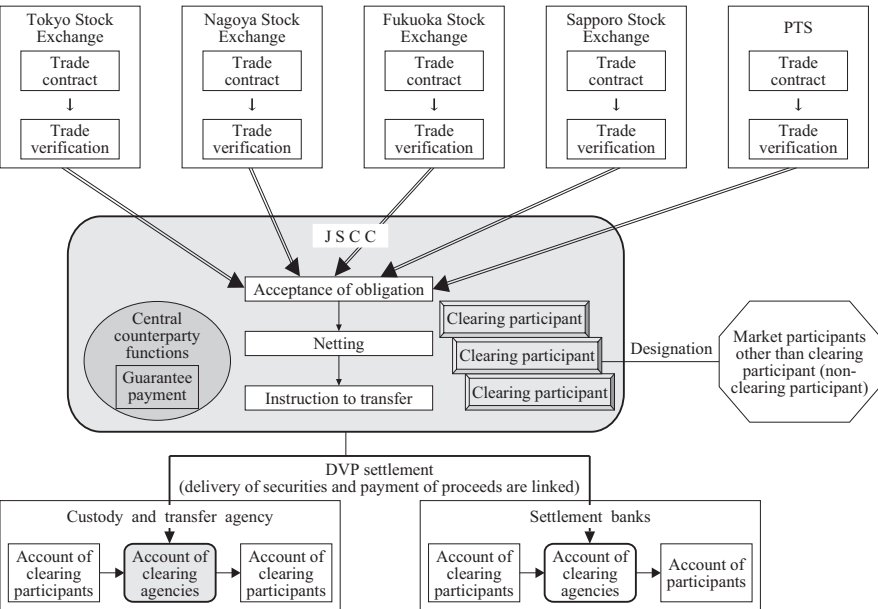 Tokyo Stock
Exchange
Trade
contract
↓
Trade
verification
Nagoya Stock
Exchange
Trade
contract
↓
Trade
verification
Fukuoka Stock
Exchange
Trade
contract
↓
Trade
verification
Sapporo Stock
Exchange
Trade
contract
↓
Trade
verification
PTS
Trade
contract
↓
Trade
verification
J S C C
Acceptance of obligation
Netting
Instruction to transfer
Central
counterparty
functions
Guarantee
payment
Clearing participant
Clearing participant
Clearing participant
Designation
Market participants
other than clearing
participant (non-
clearing participant)
DVP settlement
(delivery of securities and payment of proceeds are linked)
Custody and transfer agency
Account of
clearing
participants
Account of
clearing
agencies
Account of
clearing
participants
Settlement banks
Account of
clearing
participants
Account of
clearing
agencies
Account of
participants